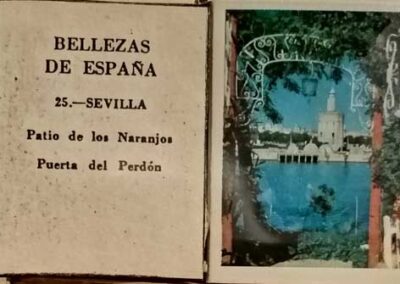 BELLEZAS
DE ESPAÑA
25.—SEVILLA
Patio de los Naranjos
Puerta del Perdón